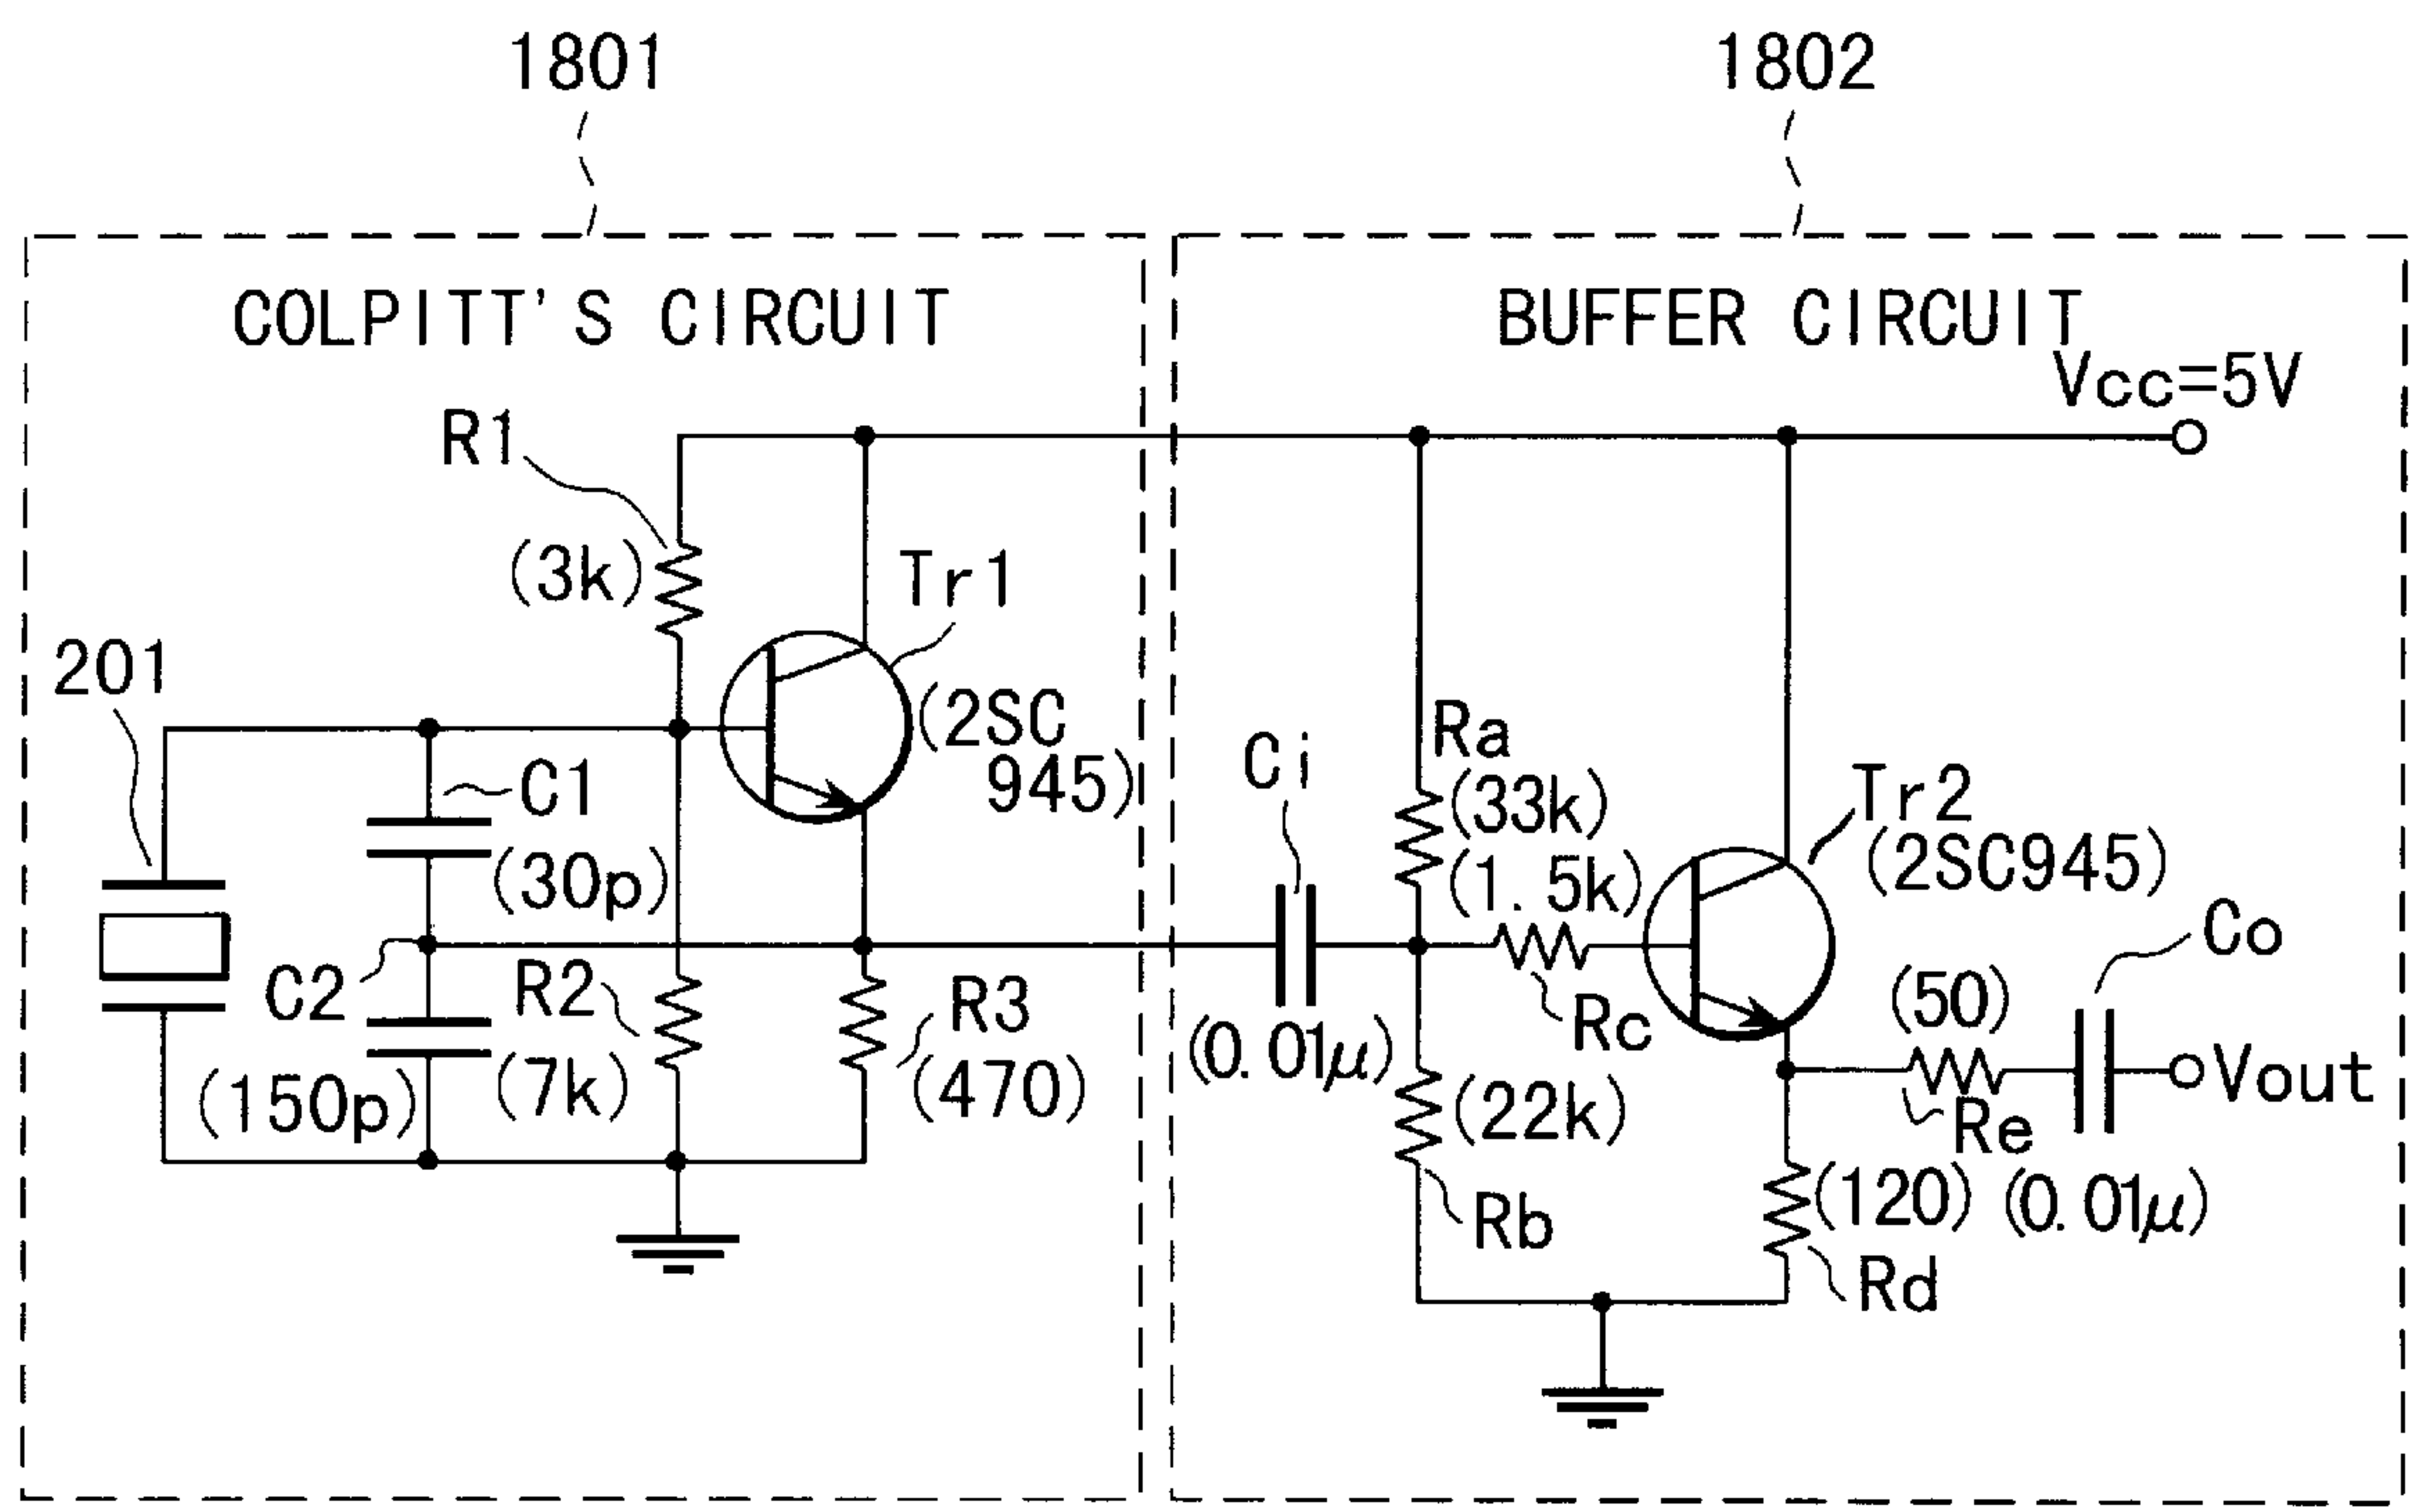 1801
1802
COLPITT'S CIRCUIT
BUFFER CIRCUIT
Vcc=5V
R1
(3k)
Tr1
(2SC
945)
201
C1
(30p)
C2
(150p)
R2
(7k)
R3
(470)
Ci
(0.01μ)
Ra
(33k)
(1.5k)
Rc
Tr2
(2SC945)
Co
(50)
Re
Vout
(22k)
Rb
(120)
(0.01μ)
Rd